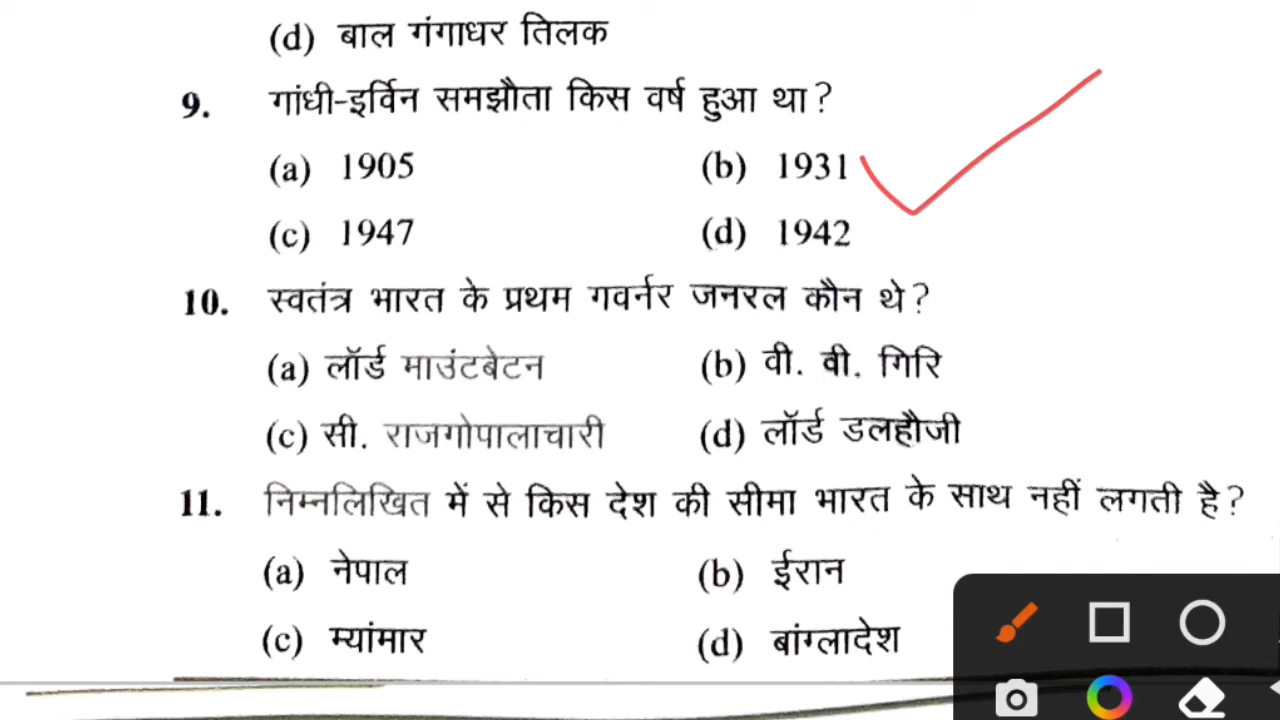 (d) बाल गंगाधर तिलक
9. गांधी-इर्विन समझौता किस वर्ष हुआ था?
(a) 1905 (b) 1931
(c) 1947 (d) 1942
10. स्वतंत्र भारत के प्रथम गवर्नर जनरल कौन थे?
(a) लॉर्ड माउंटबेटन (b) वी. वी. गिरि
(c) सी. राजगोपालाचारी (d) लॉर्ड डलहौजी
11. निम्नलिखित में से किस देश की सीमा भारत के साथ नहीं लगती है?
(a) नेपाल (b) ईरान
(c) म्यांमार (d) बांग्लादेश